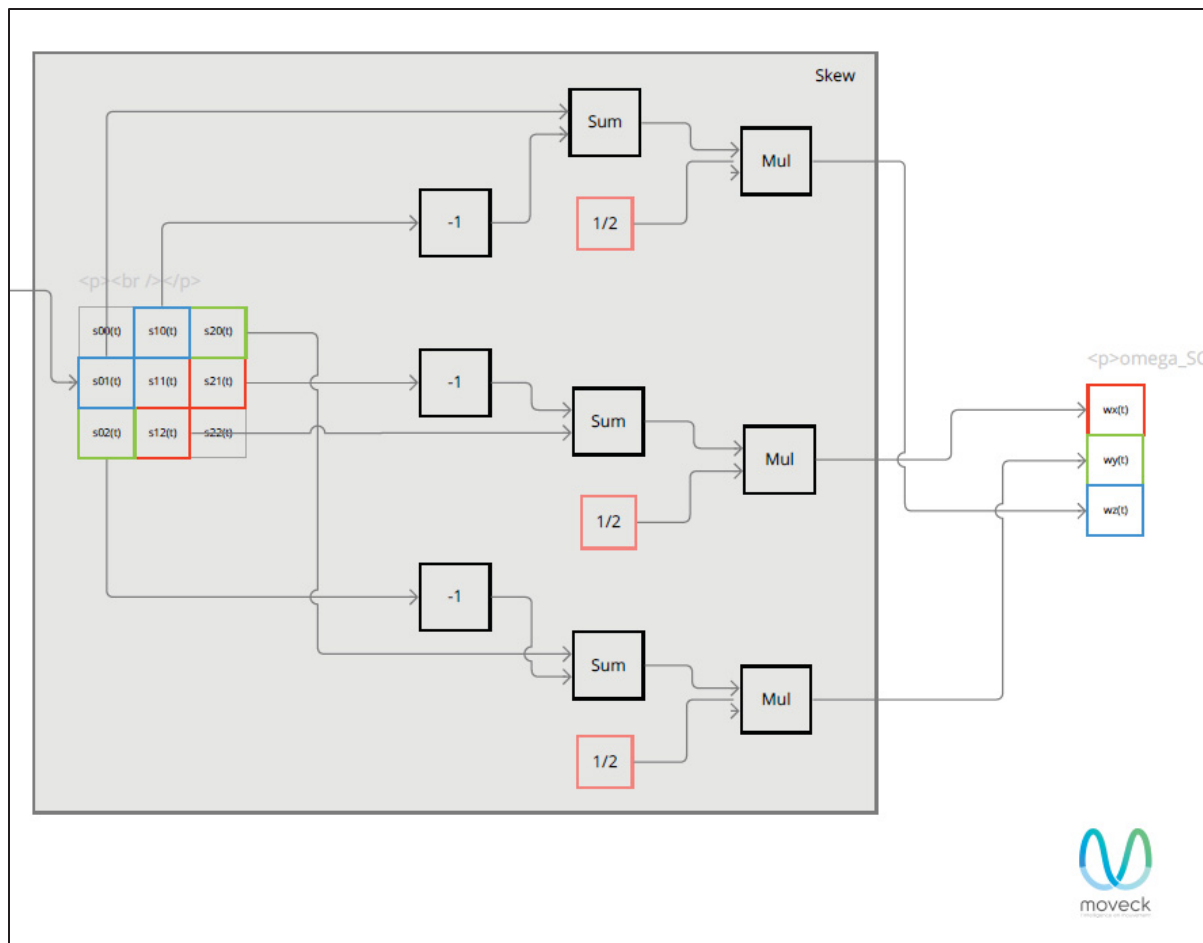 Skew
Sum
Mul
-1
1/2
<p><br /></p>
s00(t) s10(t) s20(t)
s01(t) s11(t) s21(t)
s02(t) s12(t) s22(t)
-1
Sum
Mul
1/2
-1
Sum
Mul
1/2
<p>omega_SC
wx(t)
wy(t)
wz(t)
moveck